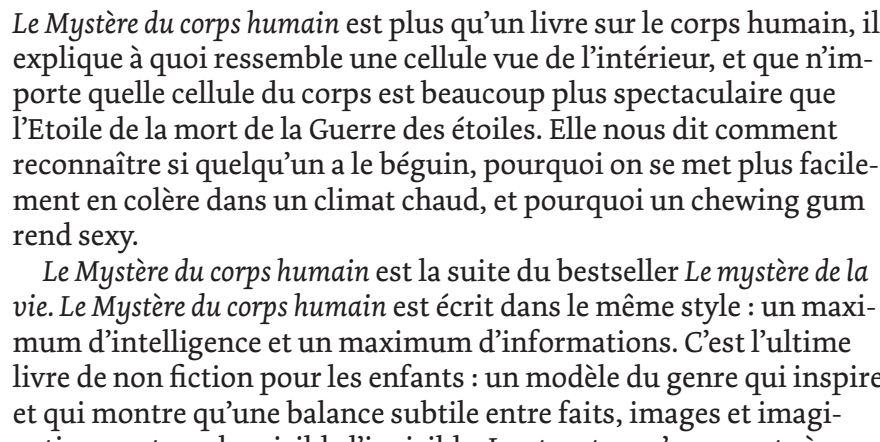 Le Mystère du corps humain est plus qu’un livre sur le corps humain, il
explique à quoi ressemble une cellule vue de l’intérieur, et que n’im-
porte quelle cellule du corps est beaucoup plus spectaculaire que
l’Etoile de la mort de la Guerre des étoiles. Elle nous dit comment
reconnaître si quelqu’un a le béguin, pourquoi on se met plus facile-
ment en colère dans un climat chaud, et pourquoi un chewing gum
rend sexy.
Le Mystère du corps humain est la suite du bestseller Le mystère de la
vie. Le Mystère du corps humain est écrit dans le même style : un maxi-
mum d’intelligence et un maximum d’informations. C’est l’ultime
livre de non fiction pour les enfants : un modèle du genre qui inspire
et qui montre qu’une balance subtile entre faits, images et imagi-